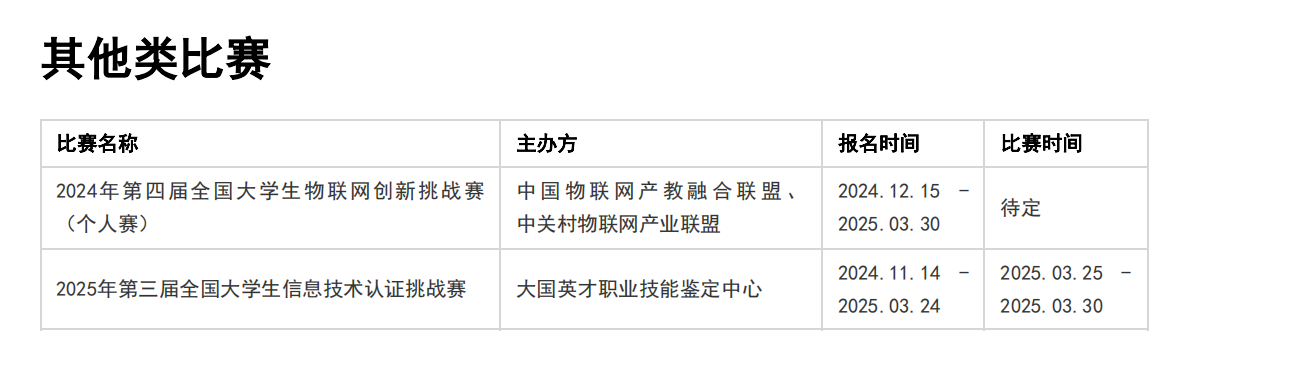 其他类比赛
比赛名称 主办方 报名时间 比赛时间
2024年第四届全国大学生物联网创新挑战赛
（个人赛）
中国物联网产教融合联盟、
中关村物联网产业联盟
2024.12.15 -
2025.03.30
待定
2025年第三届全国大学生信息技术认证挑战赛
大国英才职业技能鉴定中心
2024.11.14 -
2025.03.24
2025.03.25 -
2025.03.30